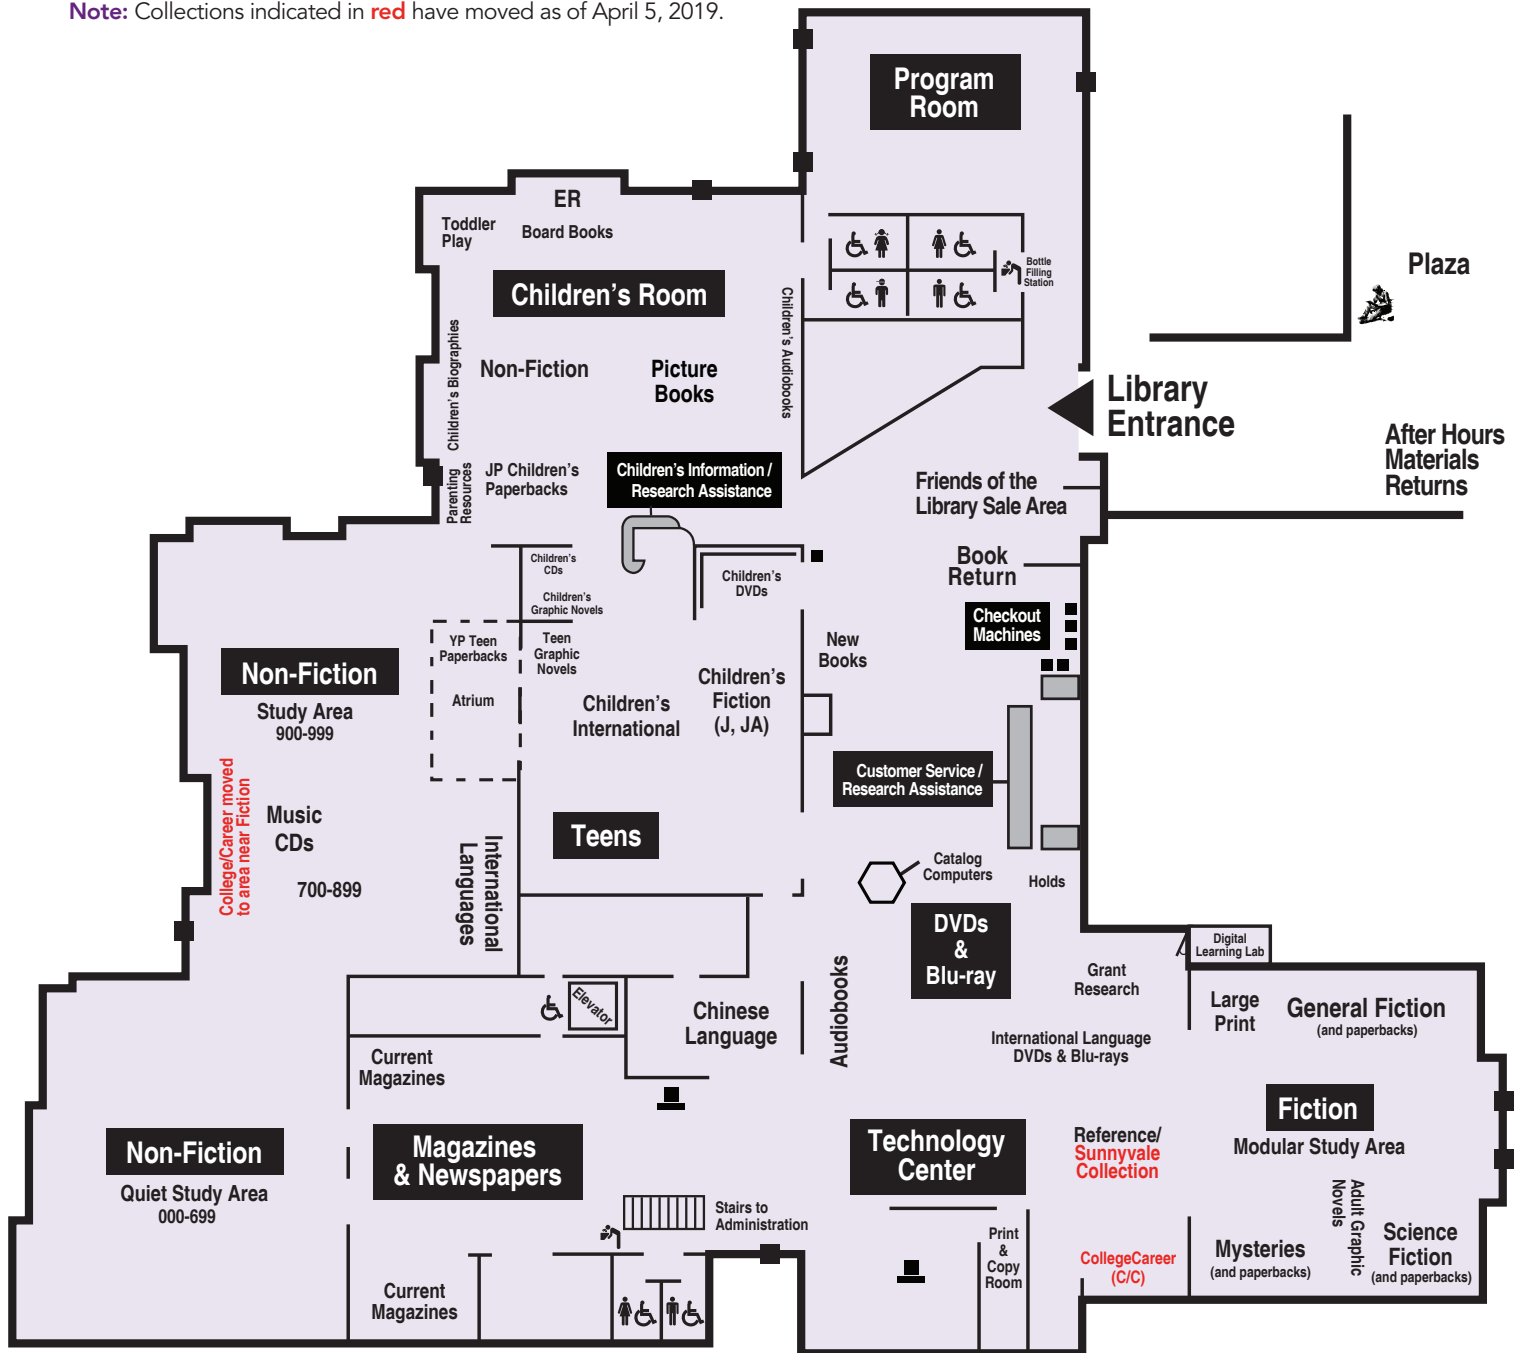 Note: Collections indicated in red have moved as of April 5, 2019.
Program
Room
ER
Toddler
Play
Board Books
Bottle
Filling
Station
Plaza
Children's Room
Children's Biographies
Non-Fiction
Picture
Books
Children's Audiobooks
Library
Entrance
After Hours
Materials
Returns
Parenting
Resources
JP Children's
Paperbacks
Children's Information /
Research Assistance
Friends of the
Library Sale Area
Book
Return
Children's
CDs
Children's
Graphic Novels
Children's
DVDs
Checkout
Machines
YP Teen
Paperbacks
Atrium
Teen
Graphic
Novels
New
Books
Non-Fiction
Study Area
900-999
Children's
International
Children's
Fiction
(J, JA)
Customer Service /
Research Assistance
College/Career moved
to area near Fiction
Music
CDs
700-899
International
Languages
Teens
Catalog
Computers
Holds
DVDs
&
Blu-ray
Digital
Learning Lab
Grant
Research
Audiobooks
Elevator
Chinese
Language
Large
Print
General Fiction
(and paperbacks)
International Language
DVDs & Blu-rays
Current
Magazines
Fiction
Modular Study Area
Non-Fiction
Quiet Study Area
000-699
Magazines
& Newspapers
Technology
Center
Reference/
Sunnyvale
Collection
Stairs to
Administration
Print
&
Copy
Room
CollegeCareer
(C/C)
Mysteries
(and paperbacks)
Adult Graphic
Novels
Science
Fiction
(and paperbacks)
Current
Magazines